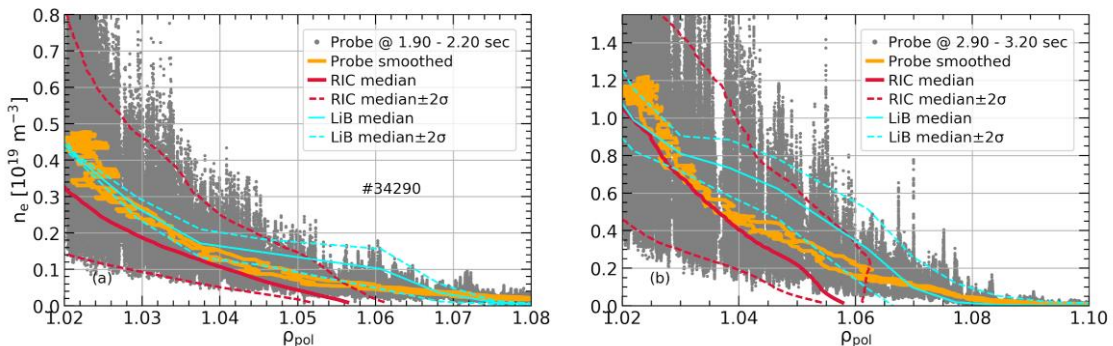 0.8
0.7
0.6
0.5
0.4
0.3
0.2
0.1
0.0
nₑ [10¹⁹ m⁻³]
Probe @ 1.90 - 2.20 sec
Probe smoothed
RIC median
RIC median±2σ
LiB median
LiB median±2σ
#34290
(a)
1.02 1.03 1.04 1.05 1.06 1.07 1.08
ρpol
1.4
1.2
1.0
0.8
0.6
0.4
0.2
0.0
Probe @ 2.90 - 3.20 sec
Probe smoothed
RIC median
RIC median±2σ
LiB median
LiB median±2σ
(b)
1.02 1.04 1.06 1.08 1.10
ρpol